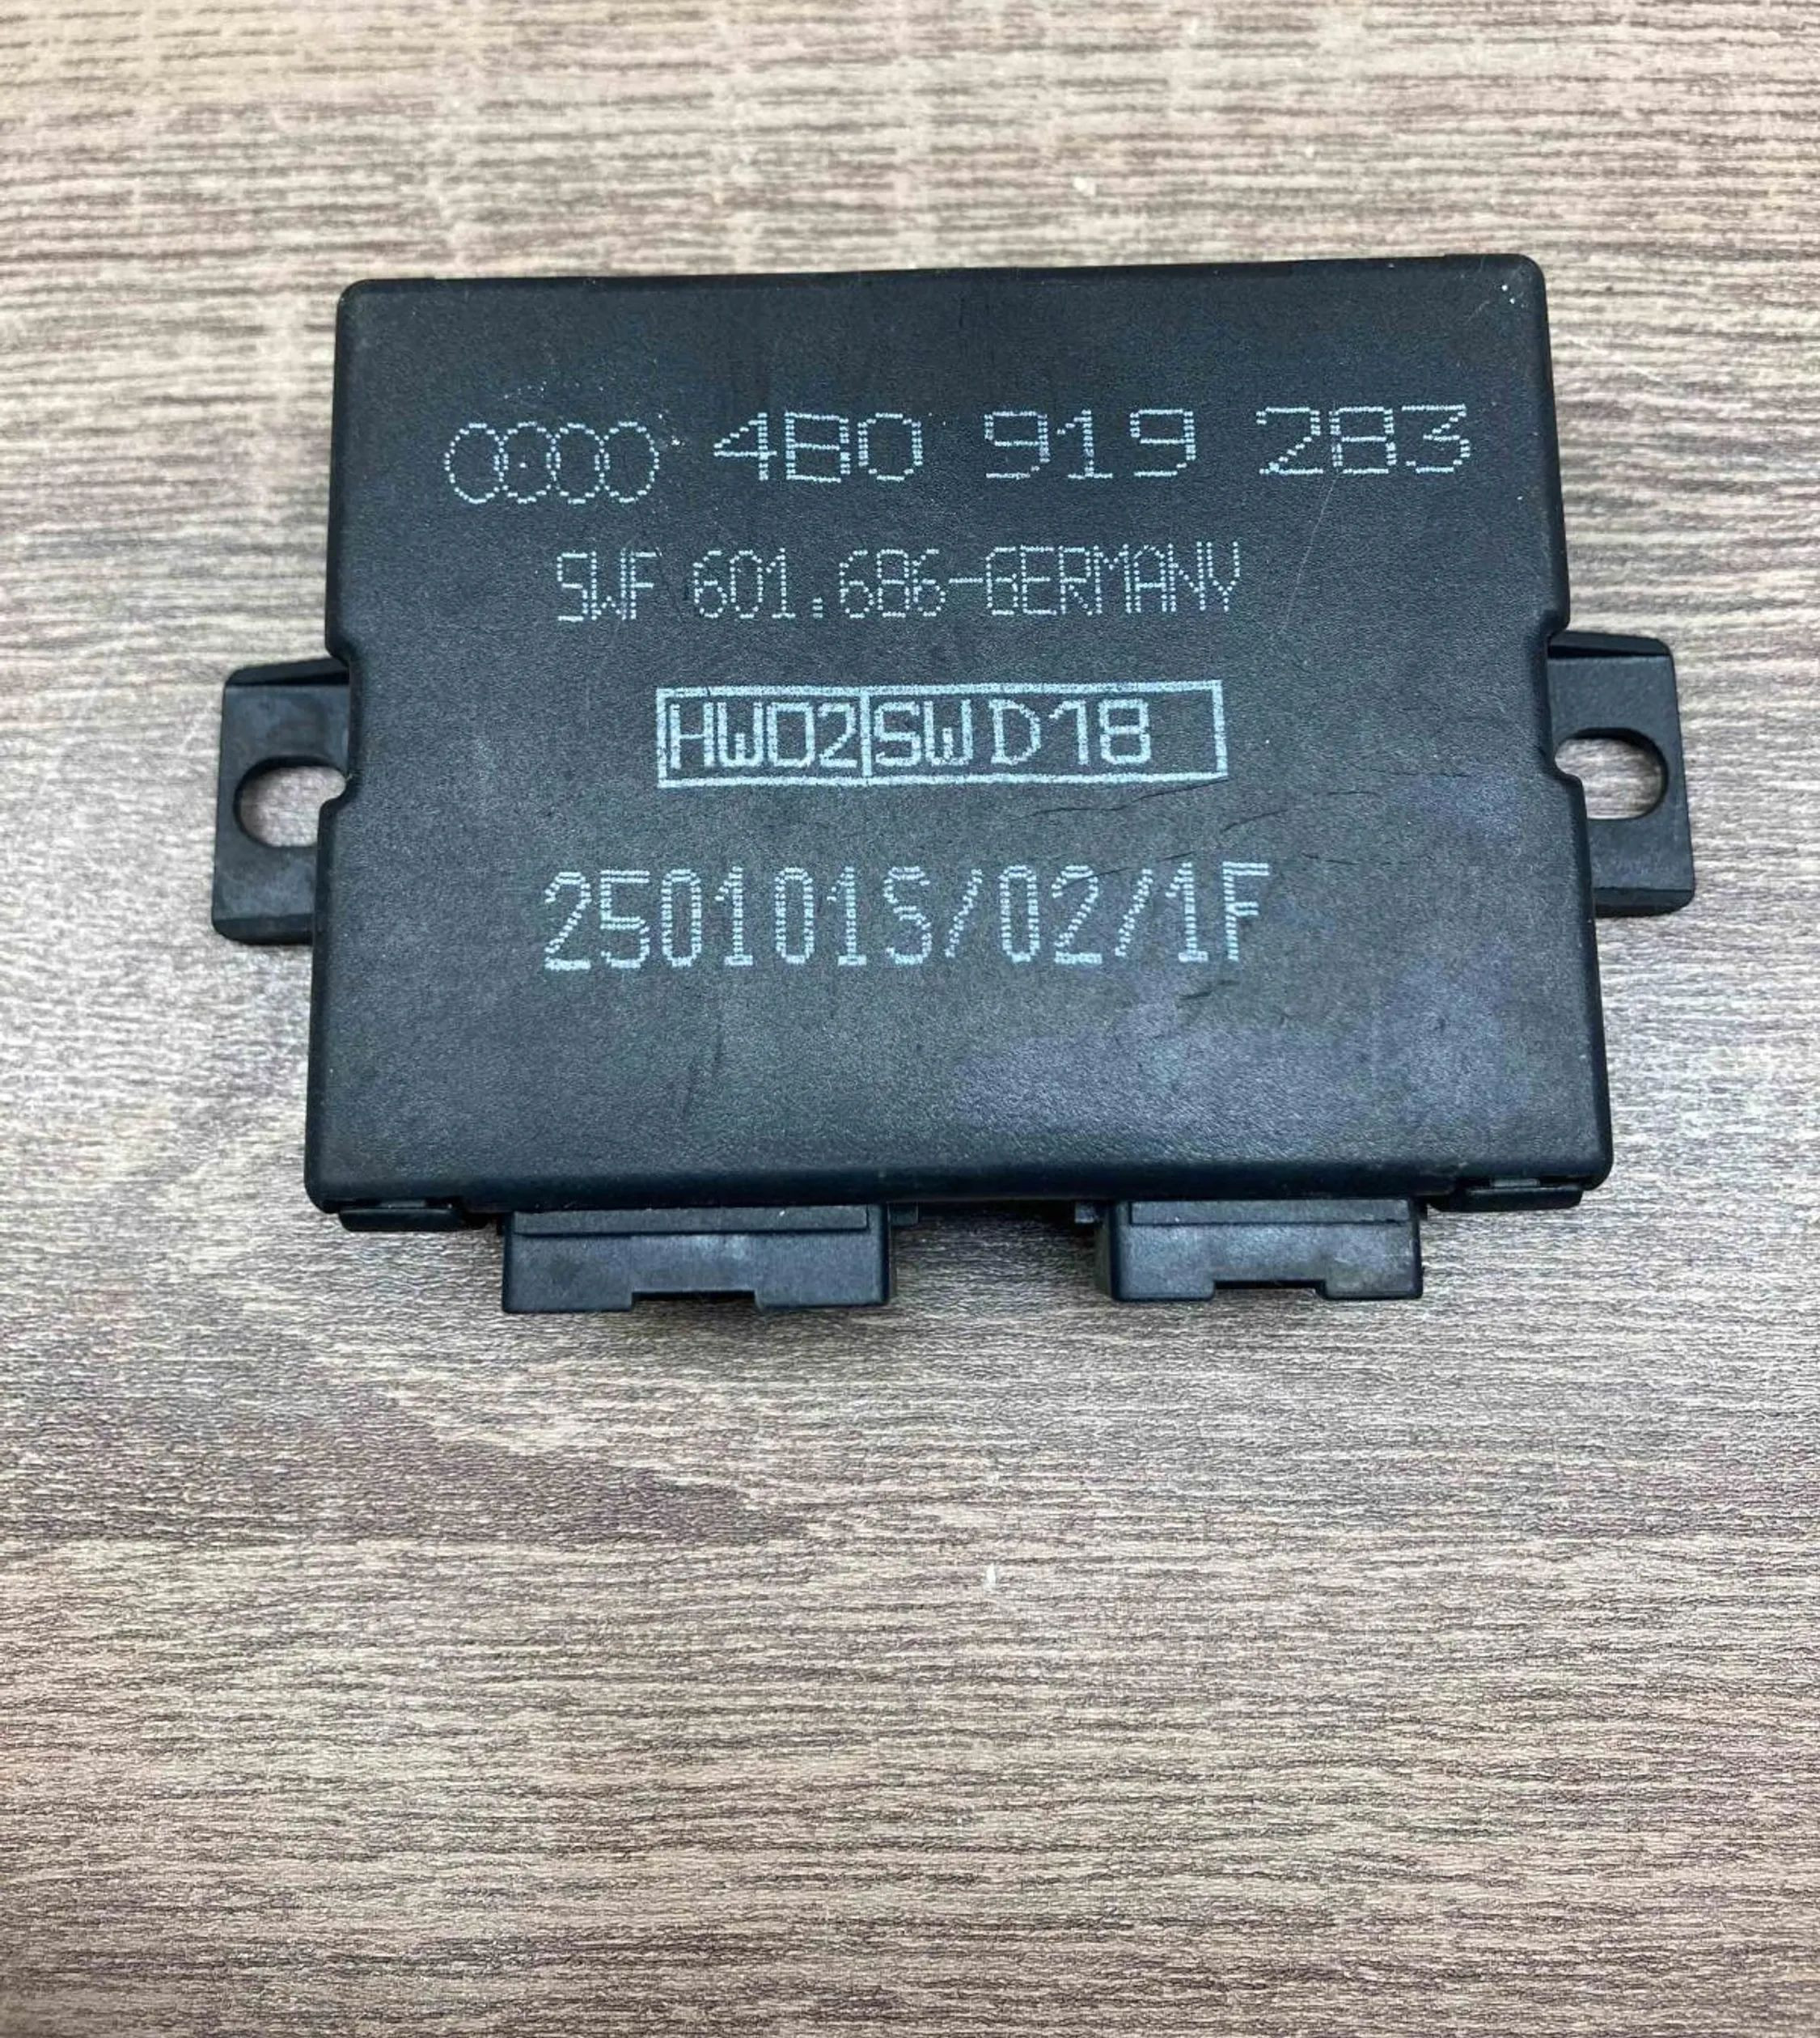 4B0 919 283
SWF 601.686-GERMANY
HW02 SW D18
250101S/02/1F